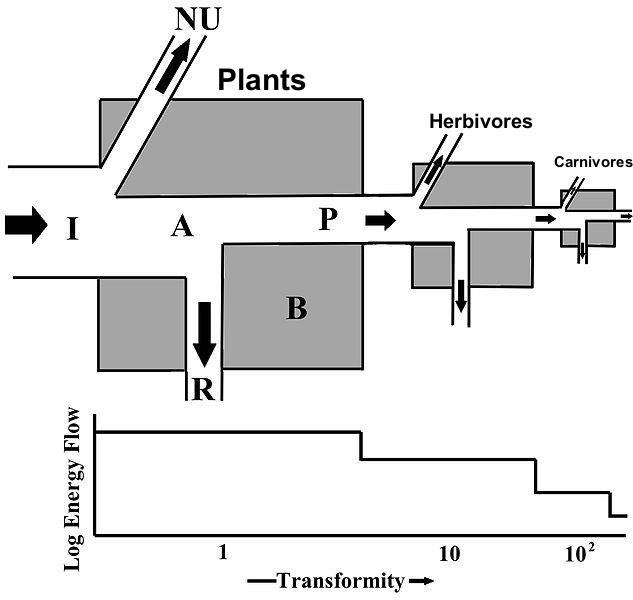 NU
Plants
Herbivores
Carnivores
I
A
P
B
R
Log Energy Flow
1
10
10²
Transformity